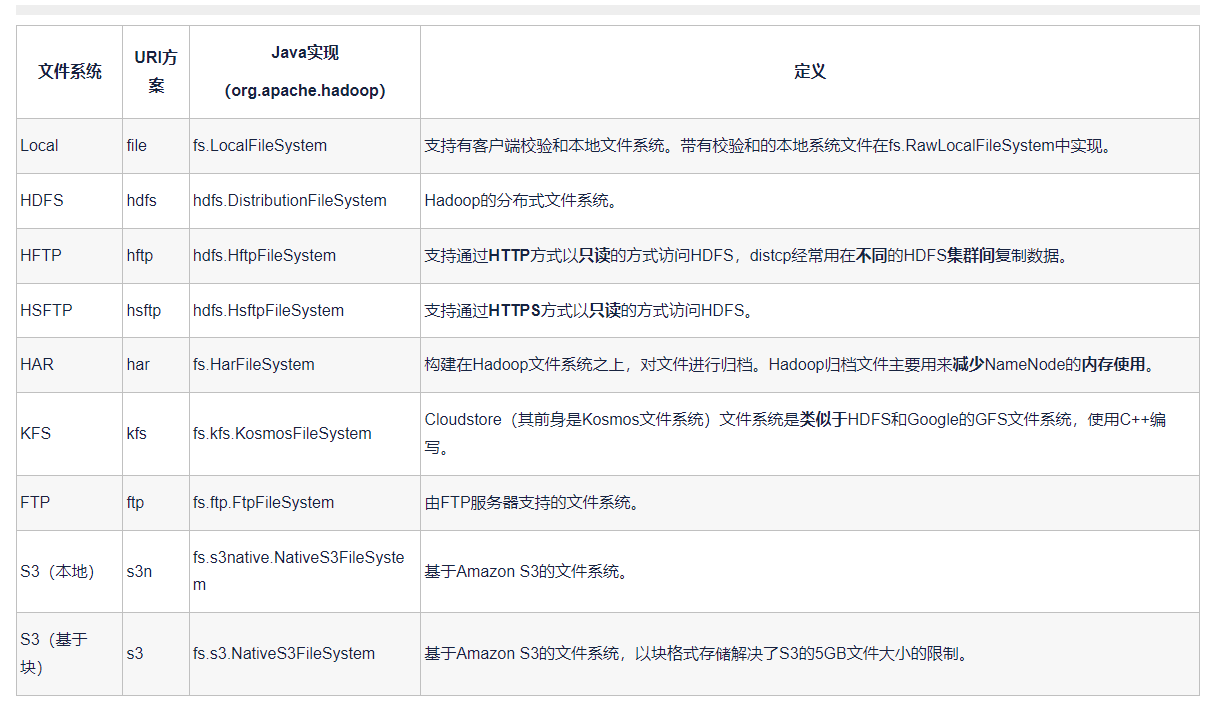 文件系统
URI方
案
Java实现
（org.apache.hadoop）
定义
Local
file
fs.LocalFileSystem
支持有客户端校验和本地文件系统。带有校验和的本地系统文件在fs.RawLocalFileSystem中实现。
HDFS
hdfs
hdfs.DistributionFileSystem
Hadoop的分布式文件系统。
HFTP
hftp
hdfs.HftpFileSystem
支持通过HTTP方式以只读的方式访问HDFS，distcp经常用在不同的HDFS集群间复制数据。
HSFTP
hsftp
hdfs.HsftpFileSystem
支持通过HTTPS方式以只读的方式访问HDFS。
HAR
har
fs.HarFileSystem
构建在Hadoop文件系统之上，对文件进行归档。Hadoop归档文件主要用来减少NameNode的内存使用。
KFS
kfs
fs.kfs.KosmosFileSystem
Cloudstore（其前身是Kosmos文件系统）文件系统是类似于HDFS和Google的GFS文件系统，使用C++编
写。
FTP
ftp
fs.ftp.FtpFileSystem
由FTP服务器支持的文件系统。
S3（本地）
s3n
fs.s3native.NativeS3FileSyste
m
基于Amazon S3的文件系统。
S3（基于
块）
s3
fs.s3.NativeS3FileSystem
基于Amazon S3的文件系统，以块格式存储解决了S3的5GB文件大小的限制。